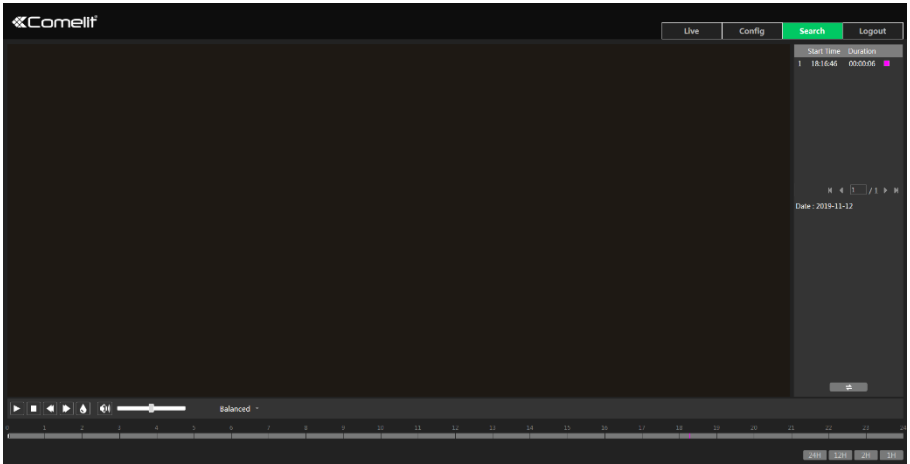 Comelit
Live Config Search Logout
Start Time Duration
1 18:16:46 00:00:06
1 / 1
Date : 2019-11-12
Balanced
0 1 2 3 4 5 6 7 8 9 10 11 12 13 14 15 16 17 18 19 20 21 22 23 24
24H 12H 2H 1H